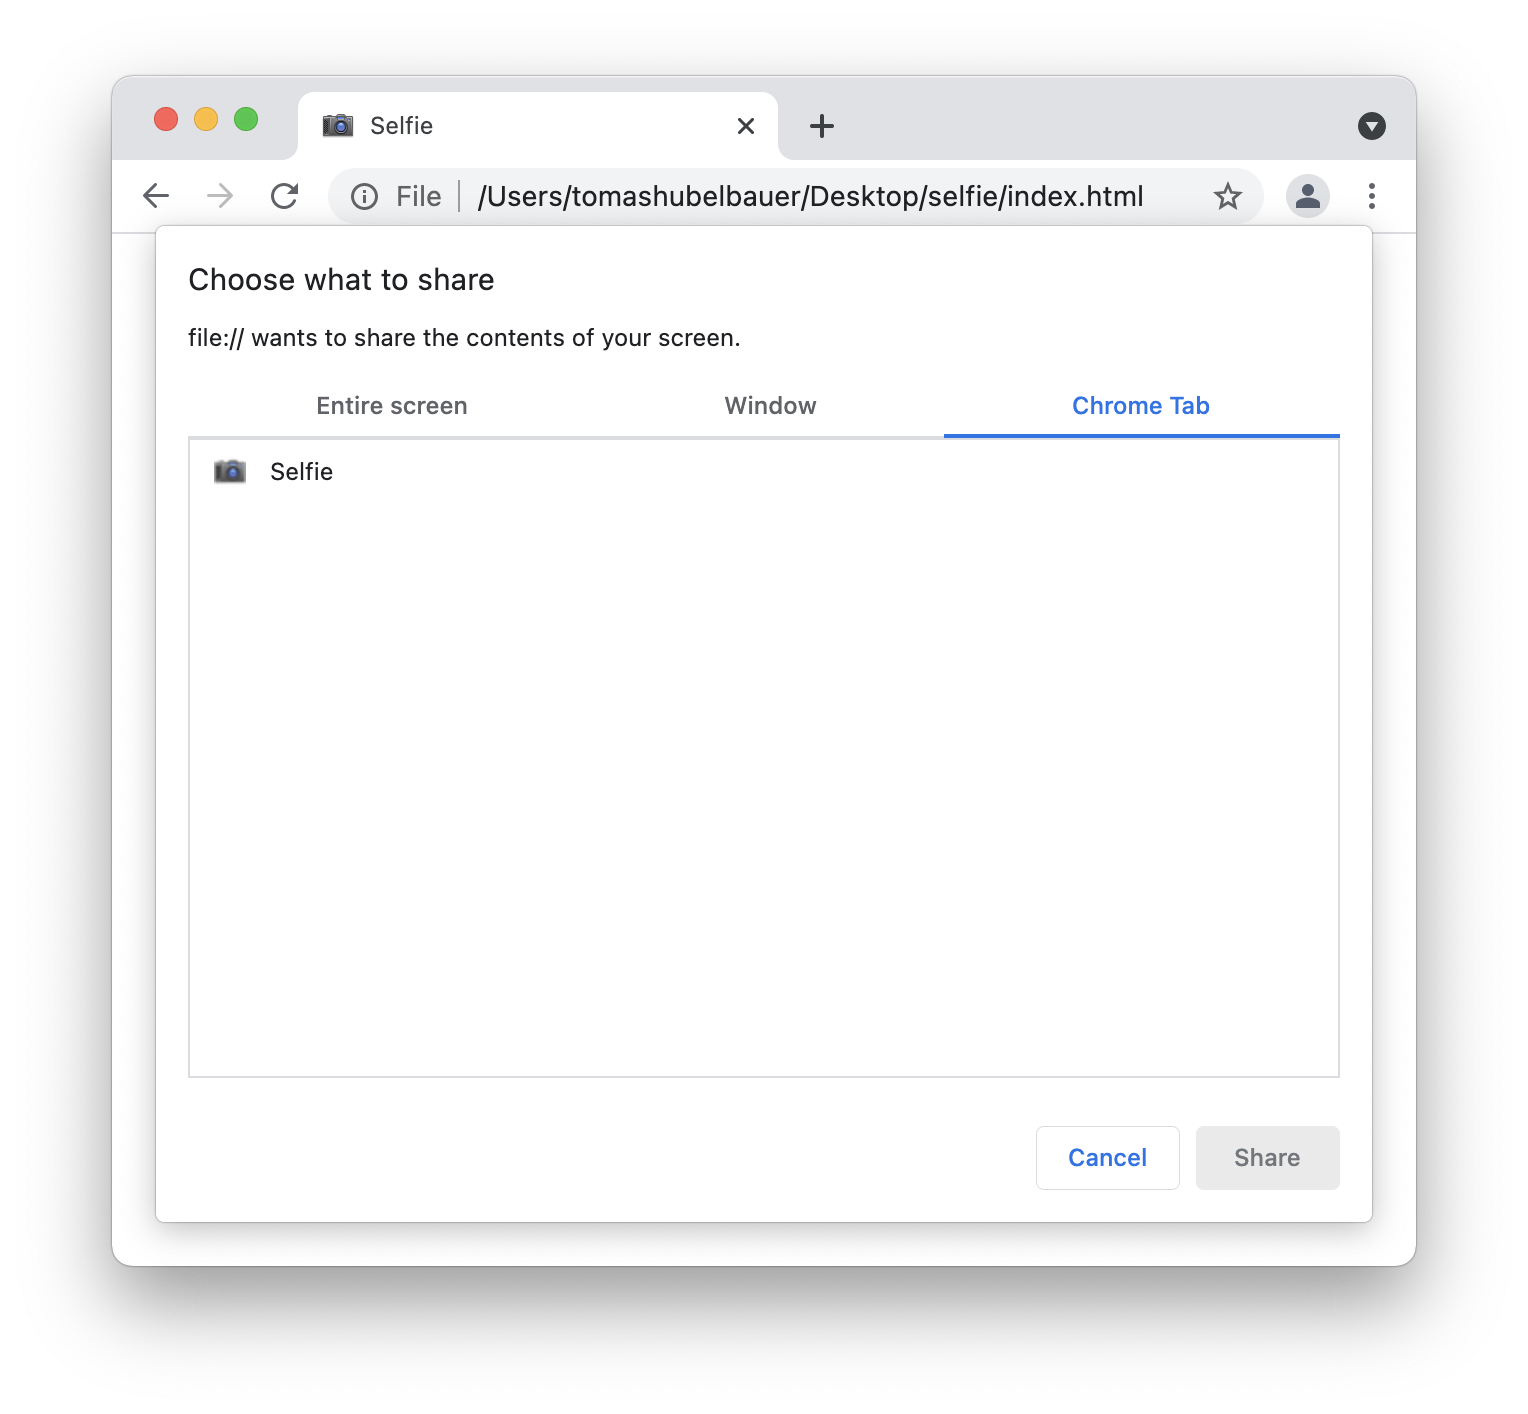 Selfie
File /Users/tomashubelbauer/Desktop/selfie/index.html
Choose what to share
file:// wants to share the contents of your screen.
Entire screen Window Chrome Tab
Selfie
Cancel Share